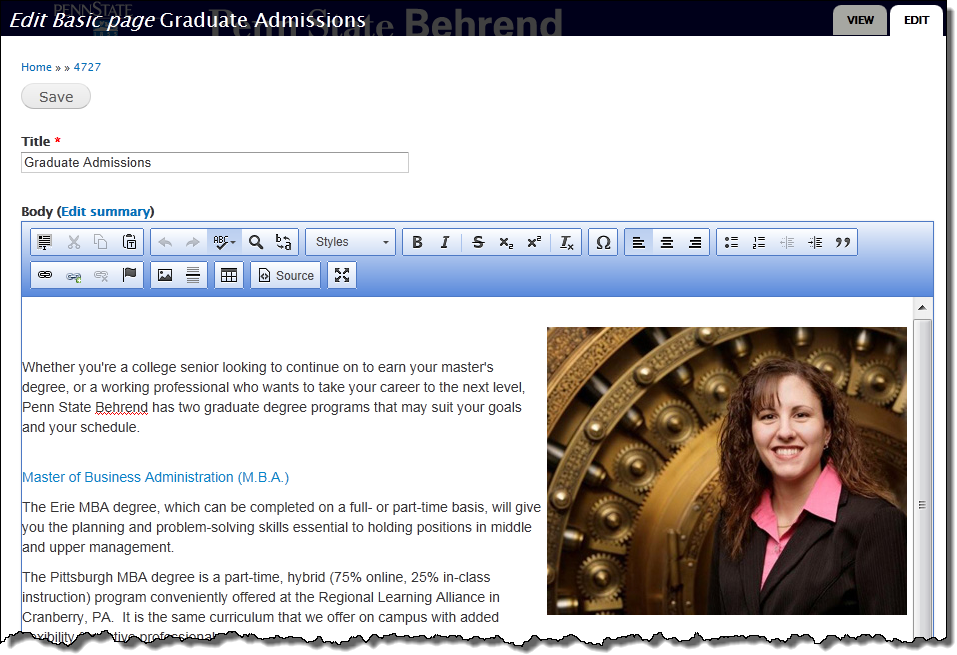 PENNSTATE
Penn State Behrend
Edit Basic page Graduate Admissions
VIEW
EDIT
Home » » 4727
Save
Title *
Graduate Admissions
Body (Edit summary)
ABC
b a
Styles
B I S x₂ x² Tx Ω
Source
Whether you're a college senior looking to continue on to earn your master's
degree, or a working professional who wants to take your career to the next level,
Penn State Behrend has two graduate degree programs that may suit your goals
and your schedule.
Master of Business Administration (M.B.A.)
The Erie MBA degree, which can be completed on a full- or part-time basis, will give
you the planning and problem-solving skills essential to holding positions in middle
and upper management.
The Pittsburgh MBA degree is a part-time, hybrid (75% online, 25% in-class
instruction) program conveniently offered at the Regional Learning Alliance in
Cranberry, PA.  It is the same curriculum that we offer on campus with added